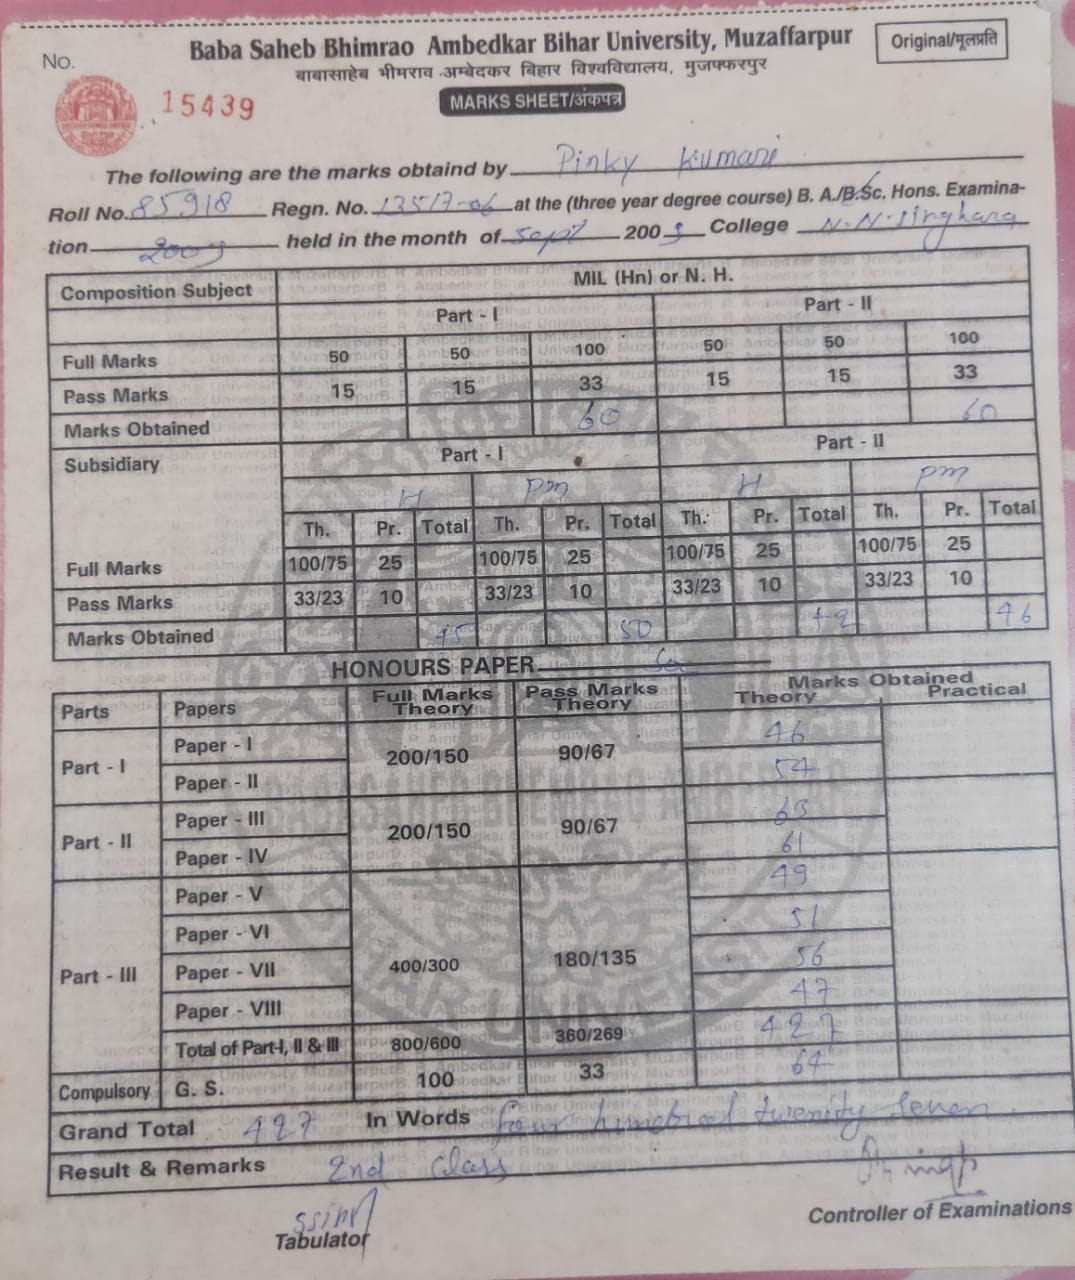 No. Baba Saheb Bhimrao Ambedkar Bihar University, Muzaffarpur Original/मूलप्रति
बाबासाहेब भीमराव अम्बेदकर बिहार विश्वविद्यालय, मुजफ्फरपुर
15439 MARKS SHEET/अंकपत्र
The following are the marks obtaind by Pinky Kumari
Roll No. 85918 Regn. No. at the (three year degree course) B. A./B.Sc. Hons. Examina-
tion 2009 held in the month of Sept 2009 College N.N. Singhara
Composition Subject MIL (Hn) or N. H.
Part - I Part - II
Full Marks 50 50 100 50 50 100
Pass Marks 15 15 33 15 15 33
Marks Obtained 60 60
Subsidiary Part - I Part - II
H Pm H Pm
Th. Pr. Total Th. Pr. Total Th. Pr. Total Th. Pr. Total
Full Marks 100/75 25 100/75 25 100/75 25 100/75 25
Pass Marks 33/23 10 33/23 10 33/23 10 33/23 10
Marks Obtained 45 50 42 46
HONOURS PAPER
Parts Papers Full Marks Theory Pass Marks Theory Marks Obtained Theory Practical
Part - I Paper - I 200/150 90/67 46
Paper - II 54
Part - II Paper - III 200/150 90/67 63
Paper - IV 61
Part - III Paper - V 400/300 180/135 49
Paper - VI 51
Paper - VII 56
Paper - VIII 47
Total of Part-I, II & III 800/600 360/269 427
Compulsory G. S. 100 33 64
Grand Total 427 In Words four hundred twenty seven
Result & Remarks 2nd Class
Tabulator Controller of Examinations